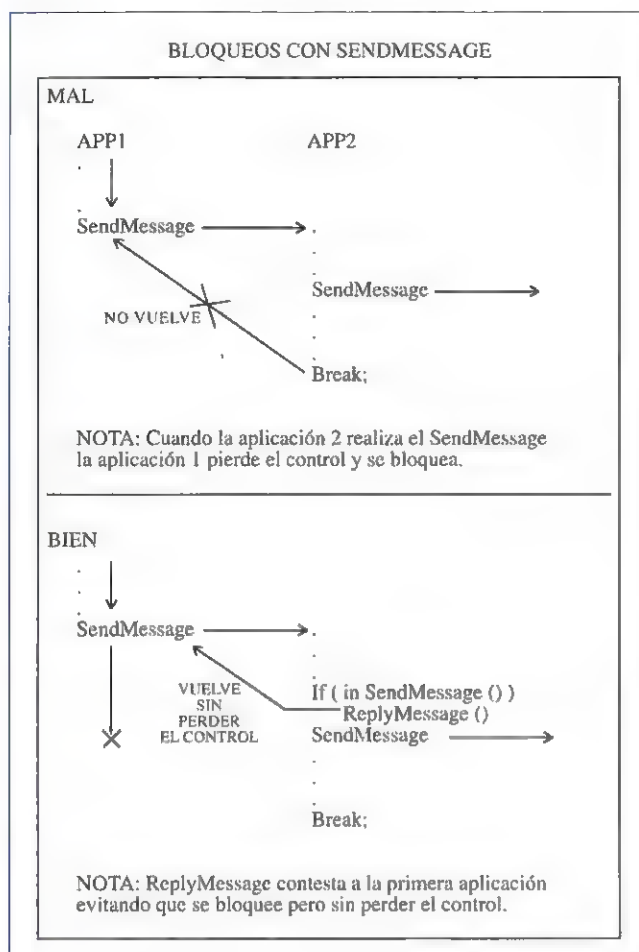 BLOQUEOS CON SENDMESSAGE
MAL
APP1 APP2
SendMessage
SendMessage
NO VUELVE
Break;
NOTA: Cuando la aplicación 2 realiza el SendMessage
la aplicación 1 pierde el control y se bloquea.
BIEN
SendMessage
VUELVE
SIN
PERDER
EL CONTROL
If ( in SendMessage () )
ReplyMessage ()
SendMessage
Break;
NOTA: ReplyMessage contesta a la primera aplicación
evitando que se bloquee pero sin perder el control.